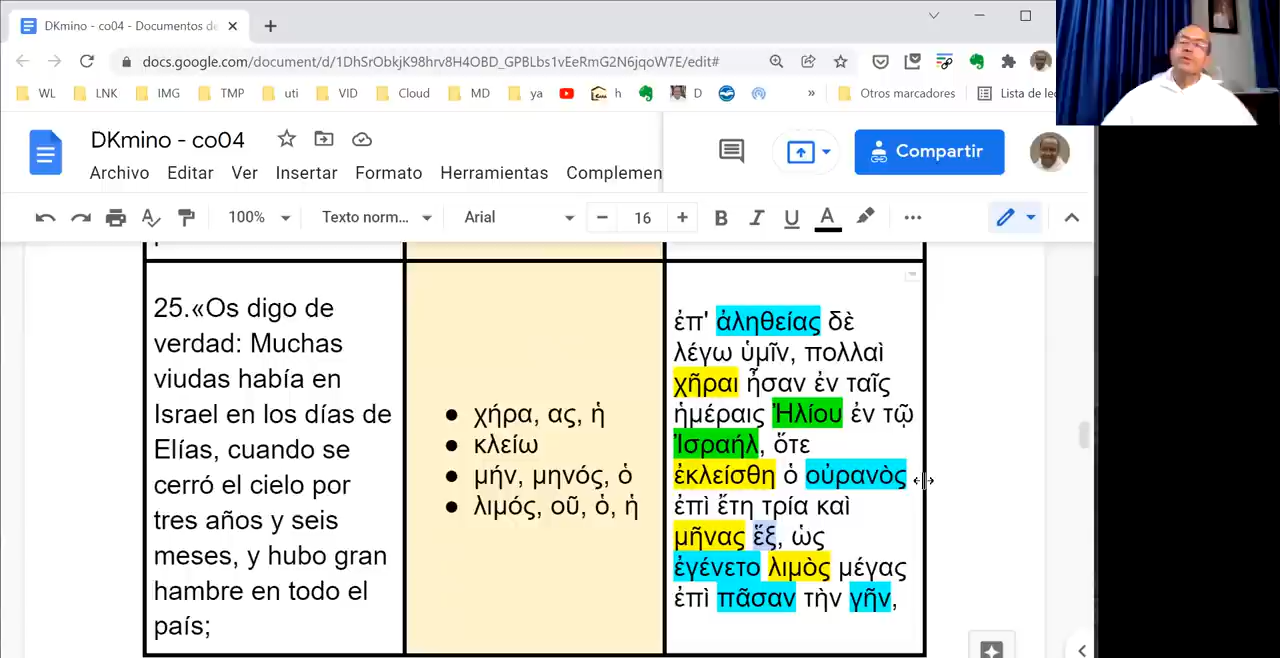 DKmino - co04 - Documentos de
docs.google.com/document/d/1DhSrObkjK98hrv8H4OBD_GPBLbs1vEeRmG2N6jqoW7E/edit#
WL LNK IMG TMP uti VID Cloud MD ya h D » Otros marcadores Lista de lec
DKmino - co04
Compartir
Archivo Editar Ver Insertar Formato Herramientas Complemen
100% Texto norm... Arial 16 B I U A
25.«Os digo de
verdad: Muchas
viudas había en
Israel en los días de
Elías, cuando se
cerró el cielo por
tres años y seis
meses, y hubo gran
hambre en todo el
país;
● χήρα, ας, ἡ
● κλείω
● μήν, μηνός, ὁ
● λιμός, οῦ, ὁ, ἡ
ἐπ' ἀληθείας δὲ
λέγω ὑμῖν, πολλαὶ
χῆραι ἦσαν ἐν ταῖς
ἡμέραις Ἠλίου ἐν τῷ
Ἰσραήλ, ὅτε
ἐκλείσθη ὁ οὐρανὸς
ἐπὶ ἔτη τρία καὶ
μῆνας ἕξ, ὡς
ἐγένετο λιμὸς μέγας
ἐπὶ πᾶσαν τὴν γῆν,